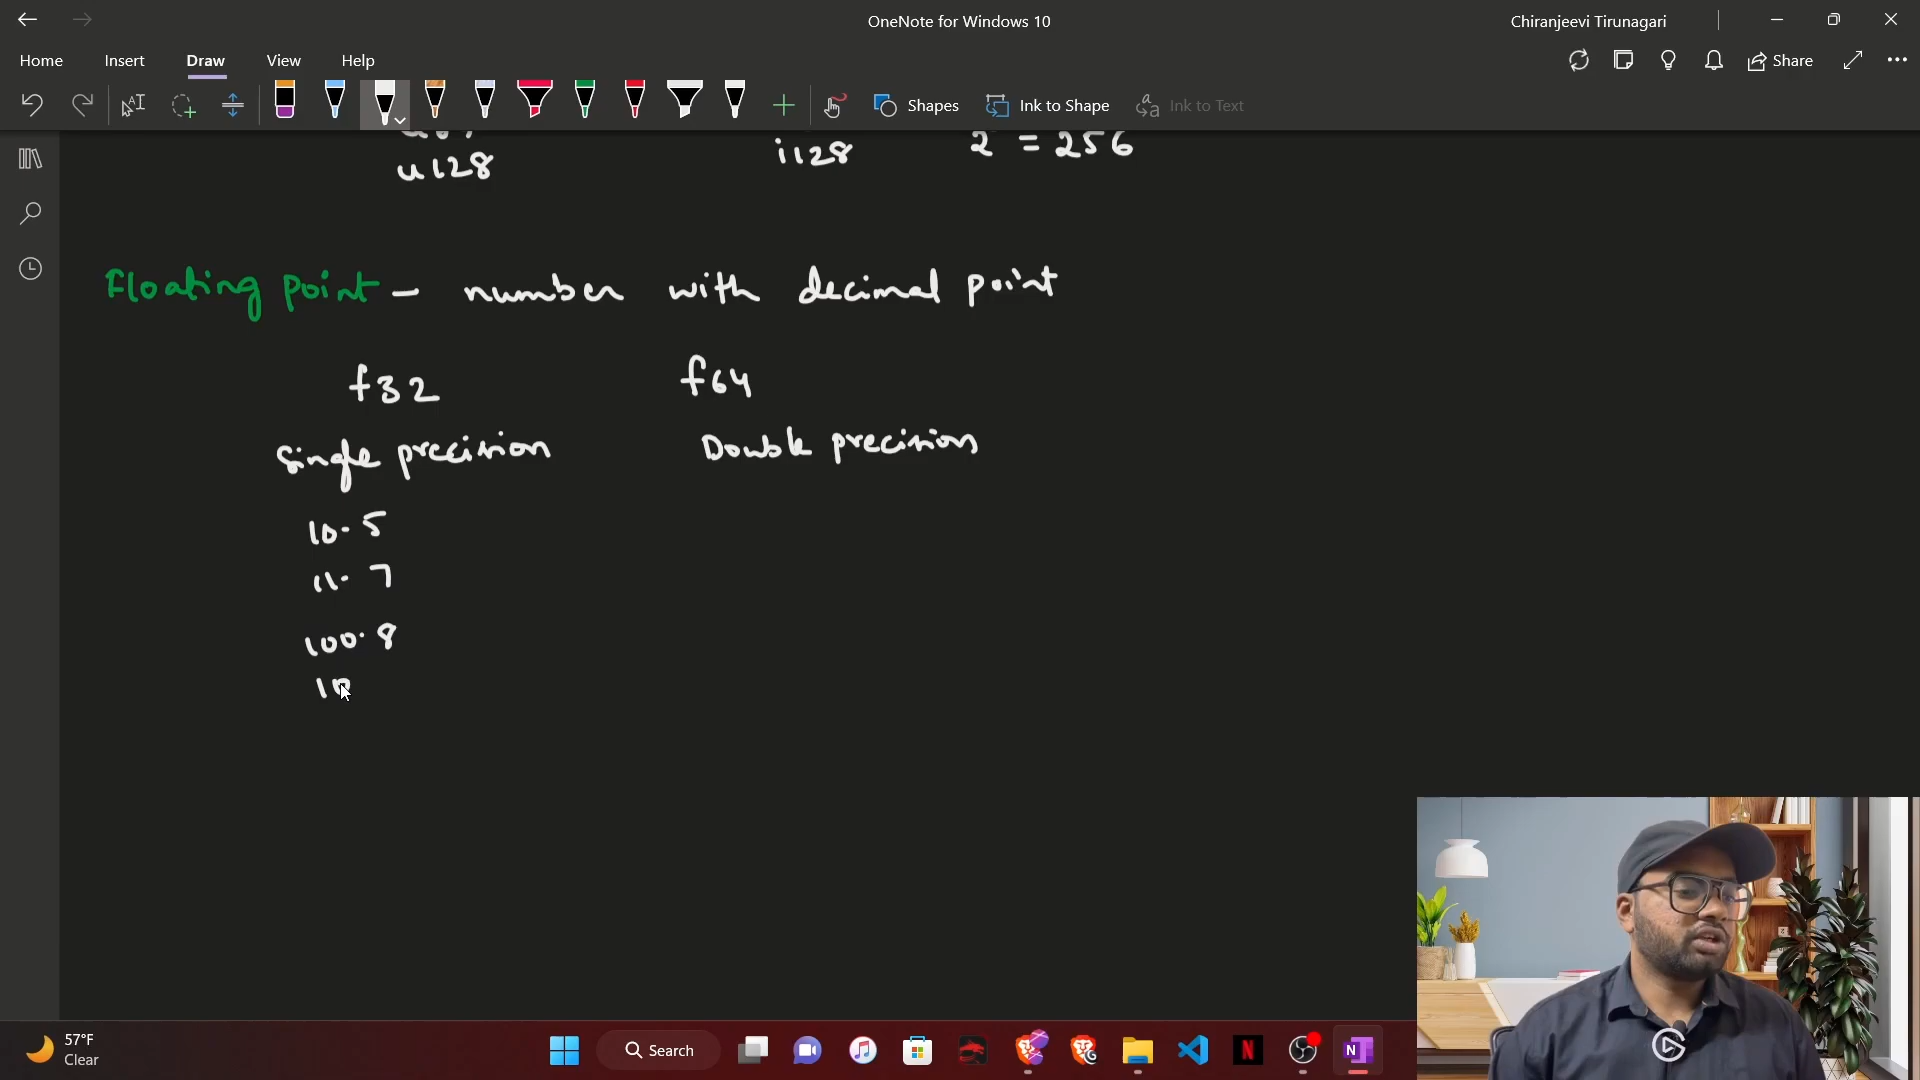 OneNote for Windows 10
Chiranjeevi Tirunagari
Home Insert Draw View Help
Share
Shapes
Ink to Shape
Ink to Text
u128
i128
2 = 256
Floating point - number with decimal point
f32
f64
Single precision
Double precision
10.5
11.7
100.8
10
57°F
Clear
Search